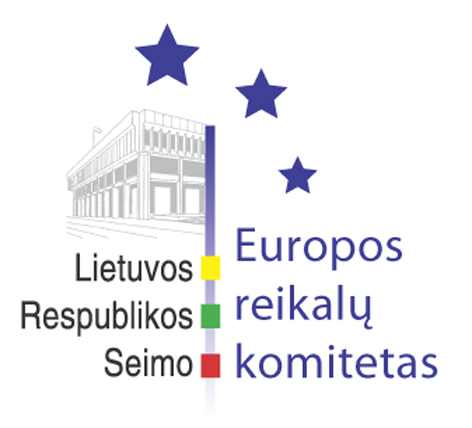 Lietuvos
Respublikos
Seimo
Europos
reikalų
komitetas